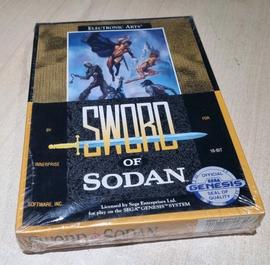 ELECTRONIC ARTS®
SWORD
OF
SODAN
BY
INNERPRISE
SOFTWARE, INC.
FOR
16-BIT
Licensed by Sega Enterprises Ltd.
for play on the SEGA GENESIS SYSTEM
OFFICIAL
SEGA
GENESIS
SEAL OF
QUALITY
SWORD OF SODAN